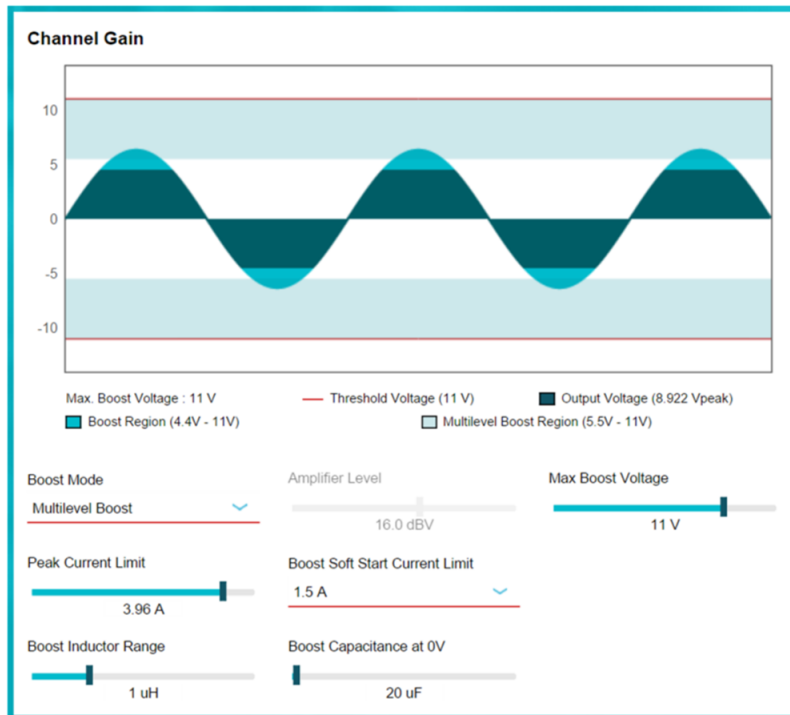 Channel Gain
10
5
0
-5
-10
Max. Boost Voltage : 11 V
Threshold Voltage (11 V)
Output Voltage (8.922 Vpeak)
Boost Region (4.4V - 11V)
Multilevel Boost Region (5.5V - 11V)
Boost Mode
Amplifier Level
Max Boost Voltage
Multilevel Boost
16.0 dBV
11 V
Peak Current Limit
Boost Soft Start Current Limit
3.96 A
1.5 A
Boost Inductor Range
Boost Capacitance at 0V
1 uH
20 uF